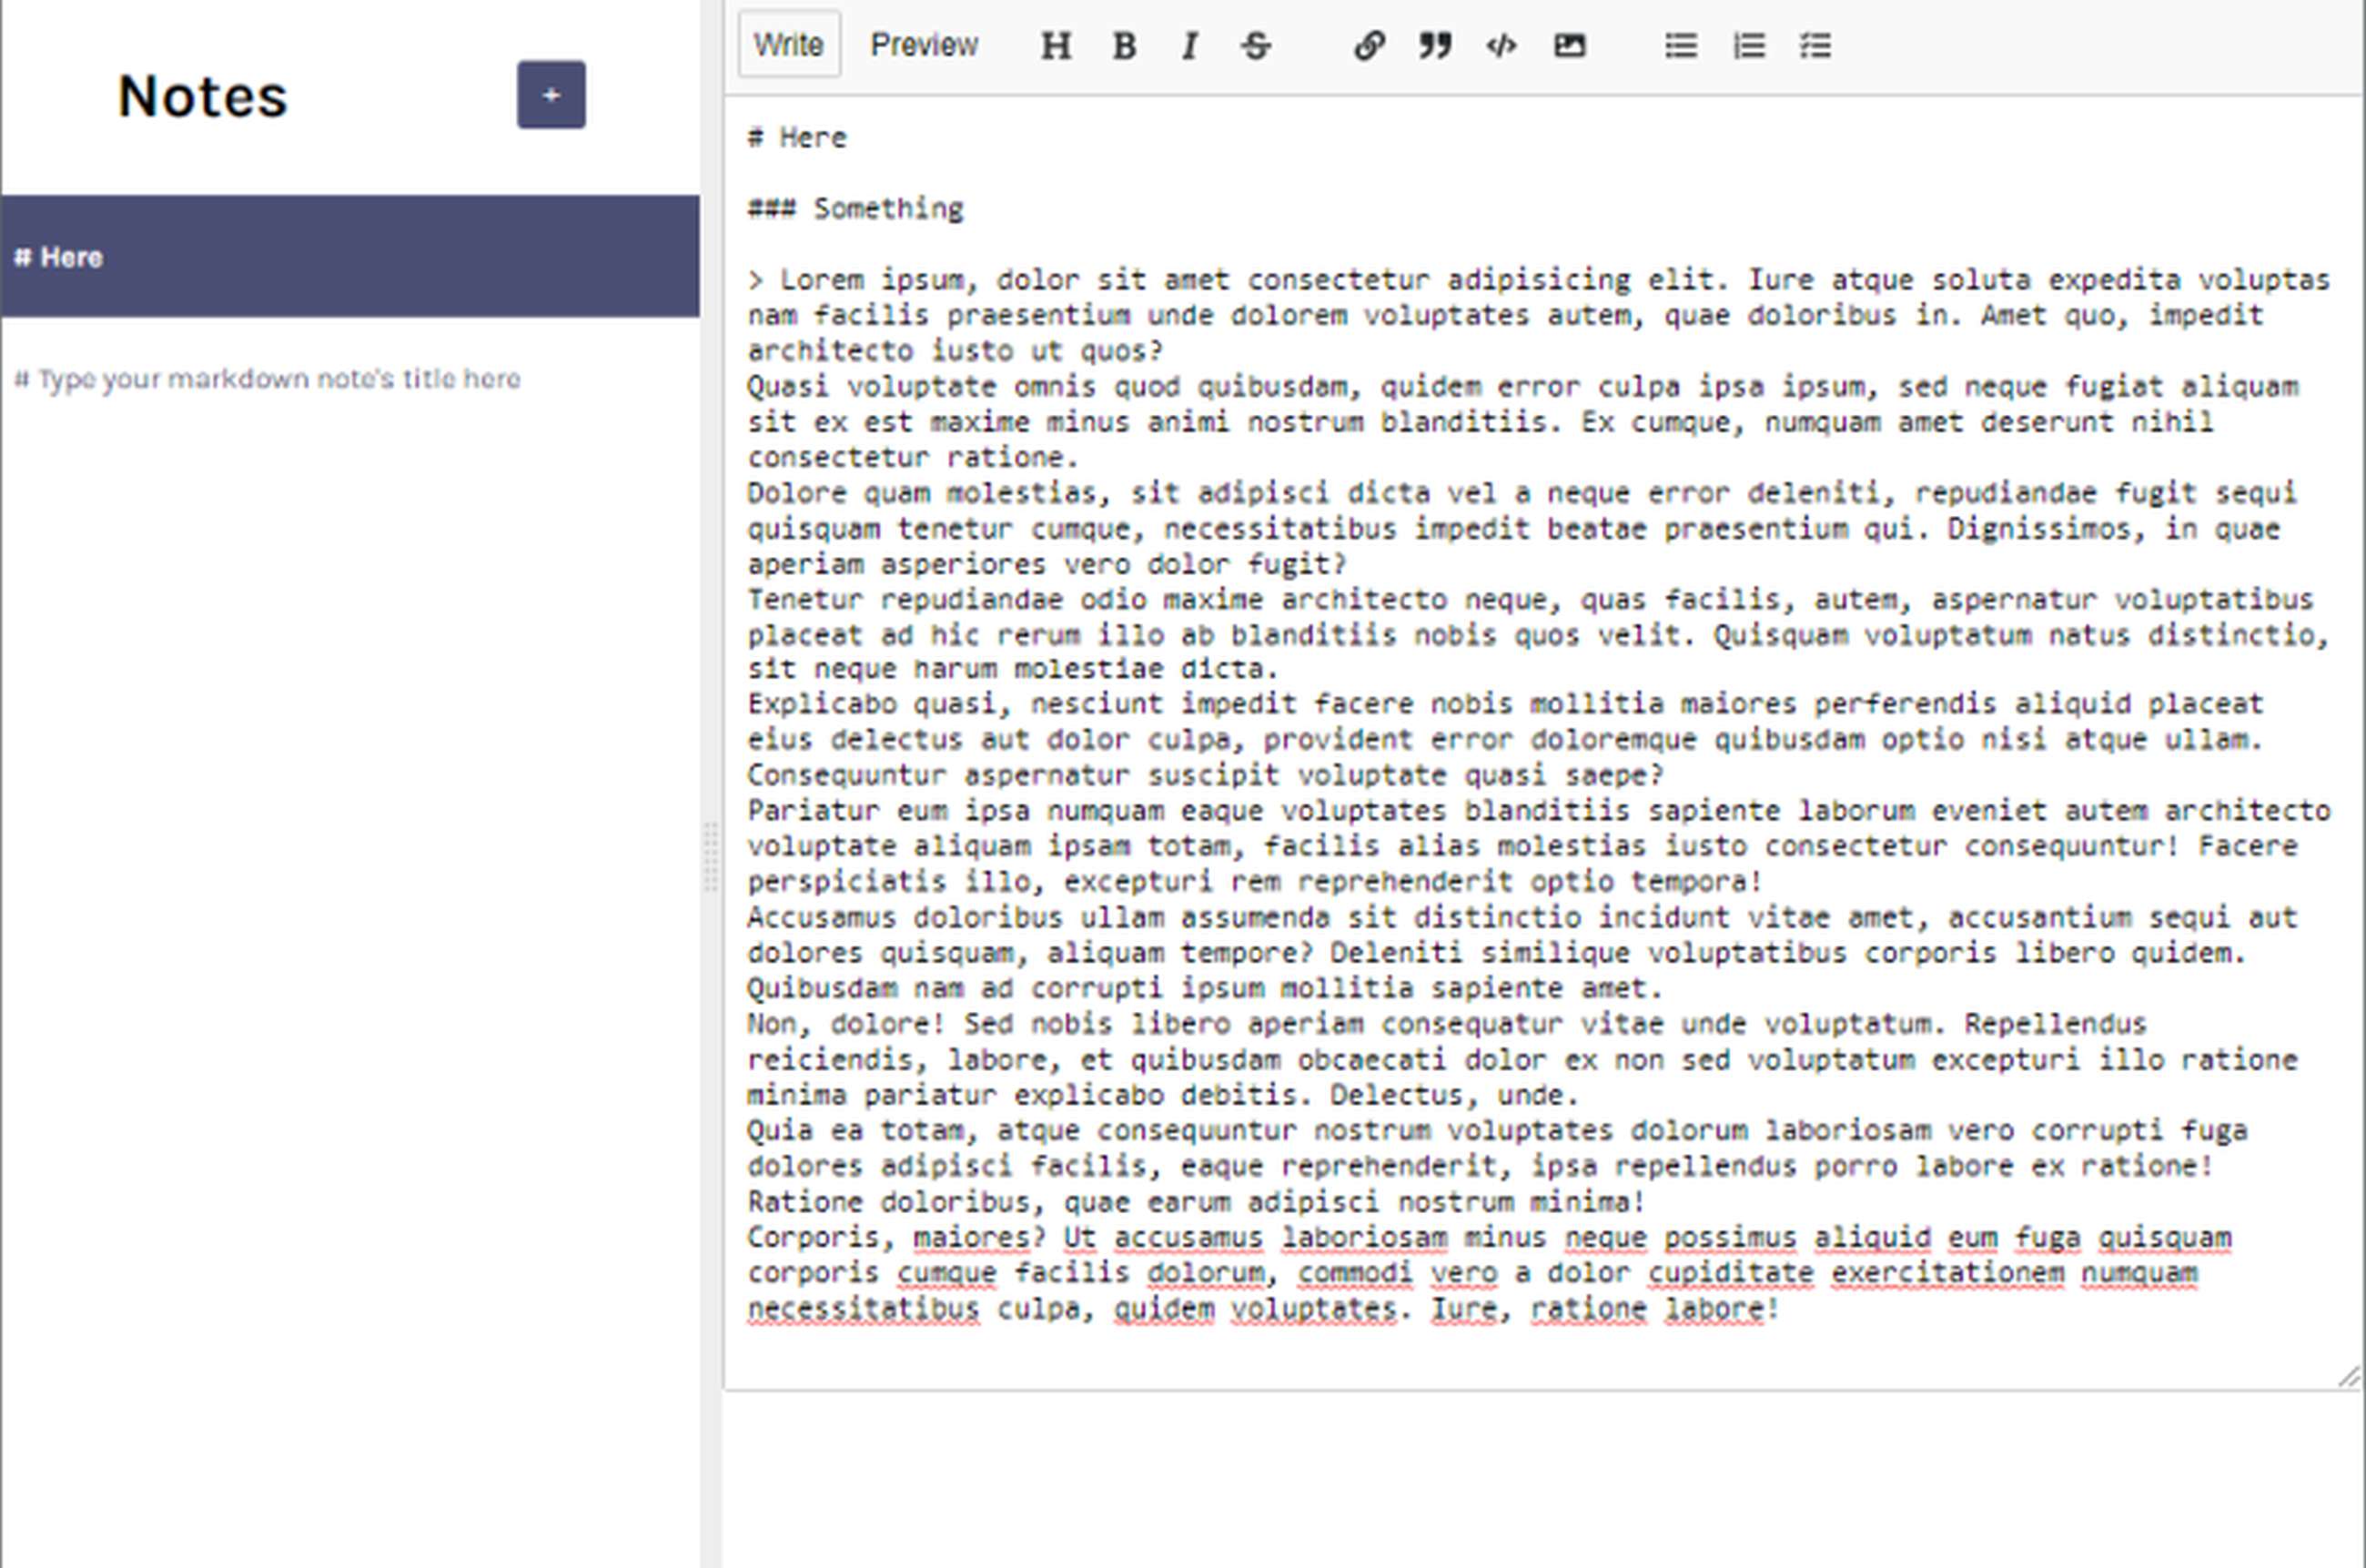 Notes
+
# Here
# Type your markdown note's title here
Write Preview H B I S
# Here
### Something
> Lorem ipsum, dolor sit amet consectetur adipisicing elit. Iure atque soluta expedita voluptas
nam facilis praesentium unde dolorem voluptates autem, quae doloribus in. Amet quo, impedit
architecto iusto ut quos?
Quasi voluptate omnis quod quibusdam, quidem error culpa ipsa ipsum, sed neque fugiat aliquam
sit ex est maxime minus animi nostrum blanditiis. Ex cumque, numquam amet deserunt nihil
consectetur ratione.
Dolore quam molestias, sit adipisci dicta vel a neque error deleniti, repudiandae fugit sequi
quisquam tenetur cumque, necessitatibus impedit beatae praesentium qui. Dignissimos, in quae
aperiam asperiores vero dolor fugit?
Tenetur repudiandae odio maxime architecto neque, quas facilis, autem, aspernatur voluptatibus
placeat ad hic rerum illo ab blanditiis nobis quos velit. Quisquam voluptatum natus distinctio,
sit neque harum molestiae dicta.
Explicabo quasi, nesciunt impedit facere nobis mollitia maiores perferendis aliquid placeat
eius delectus aut dolor culpa, provident error doloremque quibusdam optio nisi atque ullam.
Consequuntur aspernatur suscipit voluptate quasi saepe?
Pariatur eum ipsa numquam eaque voluptates blanditiis sapiente laborum eveniet autem architecto
voluptate aliquam ipsam totam, facilis alias molestias iusto consectetur consequuntur! Facere
perspiciatis illo, excepturi rem reprehenderit optio tempora!
Accusamus doloribus ullam assumenda sit distinctio incidunt vitae amet, accusantium sequi aut
dolores quisquam, aliquam tempore? Deleniti similique voluptatibus corporis libero quidem.
Quibusdam nam ad corrupti ipsum mollitia sapiente amet.
Non, dolore! Sed nobis libero aperiam consequatur vitae unde voluptatum. Repellendus
reiciendis, labore, et quibusdam obcaecati dolor ex non sed voluptatum excepturi illo ratione
minima pariatur explicabo debitis. Delectus, unde.
Quia ea totam, atque consequuntur nostrum voluptates dolorum laboriosam vero corrupti fuga
dolores adipisci facilis, eaque reprehenderit, ipsa repellendus porro labore ex ratione!
Ratione doloribus, quae earum adipisci nostrum minima!
Corporis, maiores? Ut accusamus laboriosam minus neque possimus aliquid eum fuga quisquam
corporis cumque facilis dolorum, commodi vero a dolor cupiditate exercitationem numquam
necessitatibus culpa, quidem voluptates. Iure, ratione labore!